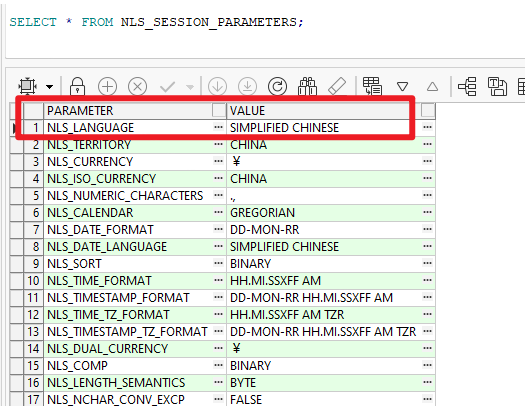 SELECT * FROM NLS_SESSION_PARAMETERS;
PARAMETER VALUE
1 NLS_LANGUAGE ··· SIMPLIFIED CHINESE ···
2 NLS_TERRITORY ··· CHINA ···
3 NLS_CURRENCY ··· ¥ ···
4 NLS_ISO_CURRENCY ··· CHINA ···
5 NLS_NUMERIC_CHARACTERS ··· ., ···
6 NLS_CALENDAR ··· GREGORIAN ···
7 NLS_DATE_FORMAT ··· DD-MON-RR ···
8 NLS_DATE_LANGUAGE ··· SIMPLIFIED CHINESE ···
9 NLS_SORT ··· BINARY ···
10 NLS_TIME_FORMAT ··· HH.MI.SSXFF AM ···
11 NLS_TIMESTAMP_FORMAT ··· DD-MON-RR HH.MI.SSXFF AM ···
12 NLS_TIME_TZ_FORMAT ··· HH.MI.SSXFF AM TZR ···
13 NLS_TIMESTAMP_TZ_FORMAT ··· DD-MON-RR HH.MI.SSXFF AM TZR ···
14 NLS_DUAL_CURRENCY ··· ¥ ···
15 NLS_COMP ··· BINARY ···
16 NLS_LENGTH_SEMANTICS ··· BYTE ···
17 NLS_NCHAR_CONV_EXCP ··· FALSE ···